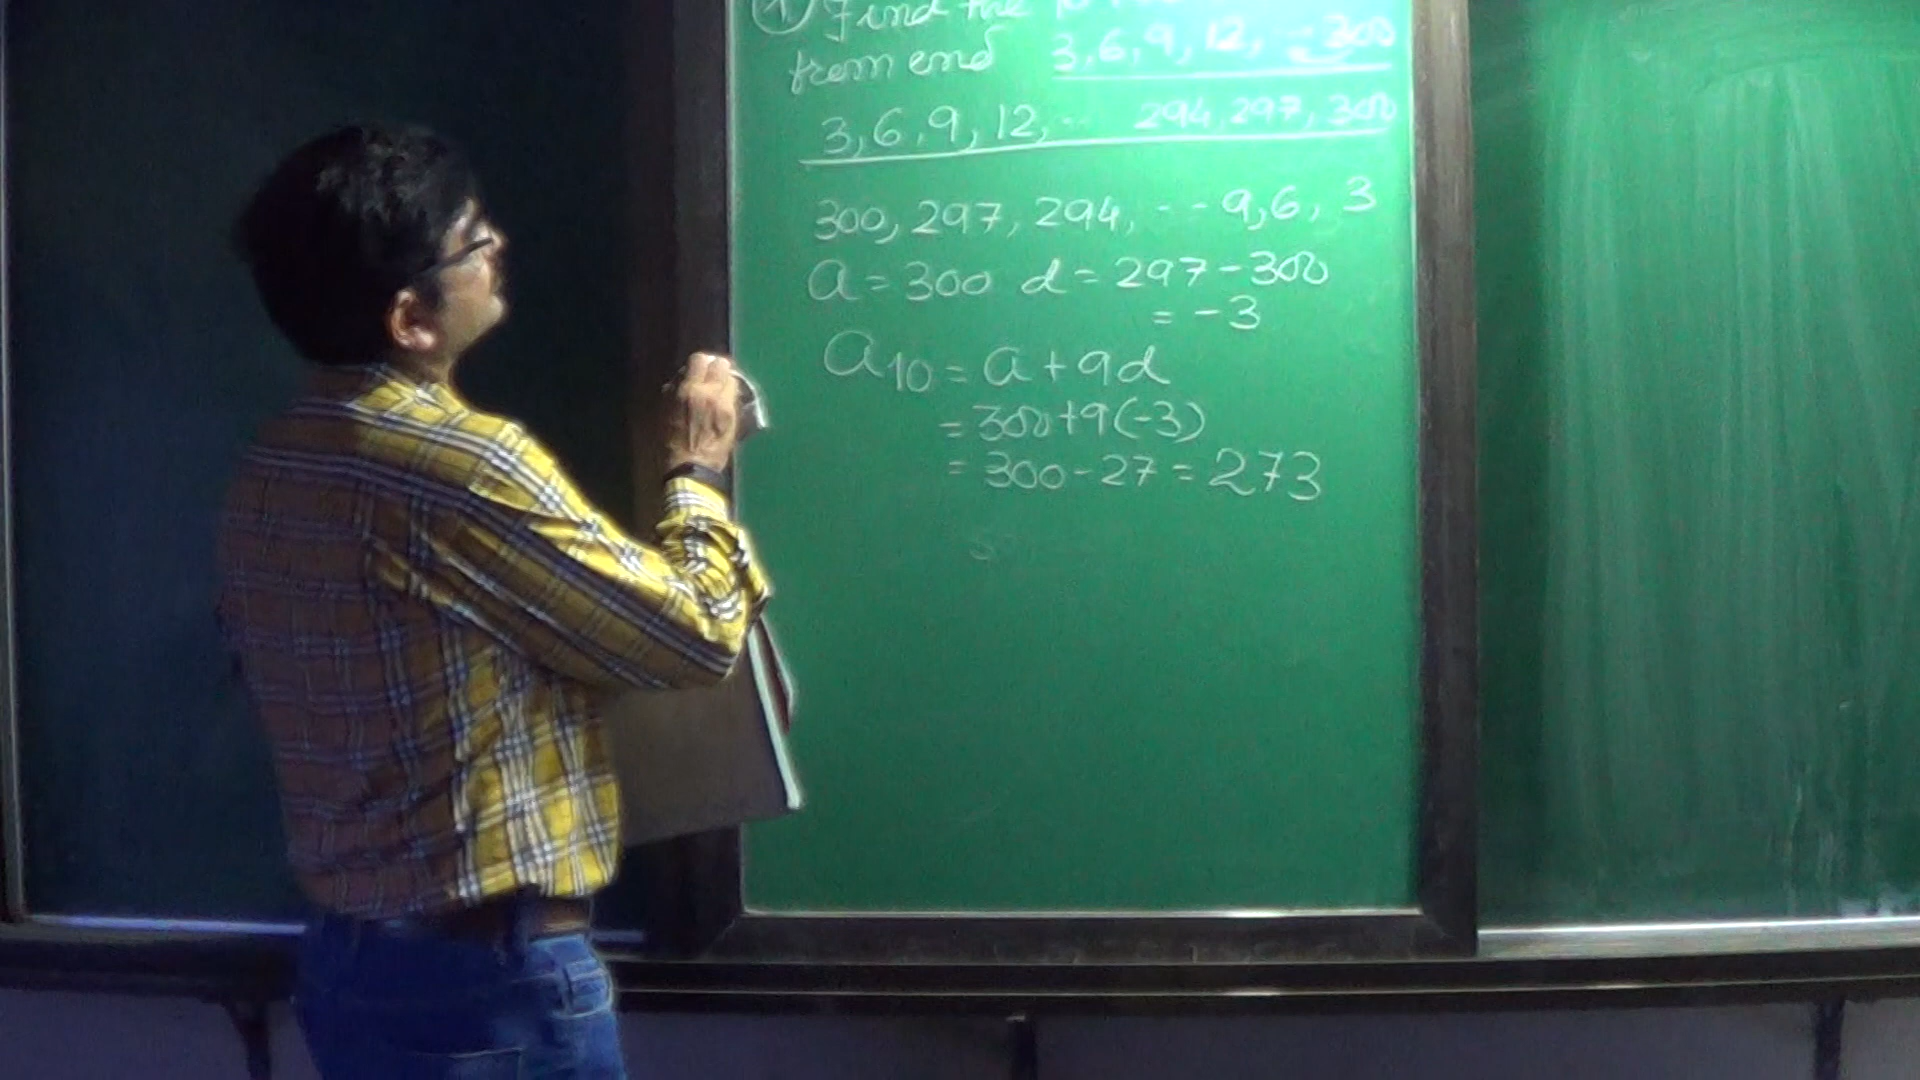 ① Find the 10
from end 3, 6, 9, 12, --300
3, 6, 9, 12, -- 294, 297, 300
300, 297, 294, --- 9, 6, 3
a = 300 d = 297 - 300
= -3
a10 = a + 9d
= 300 + 9(-3)
= 300 - 27 = 273